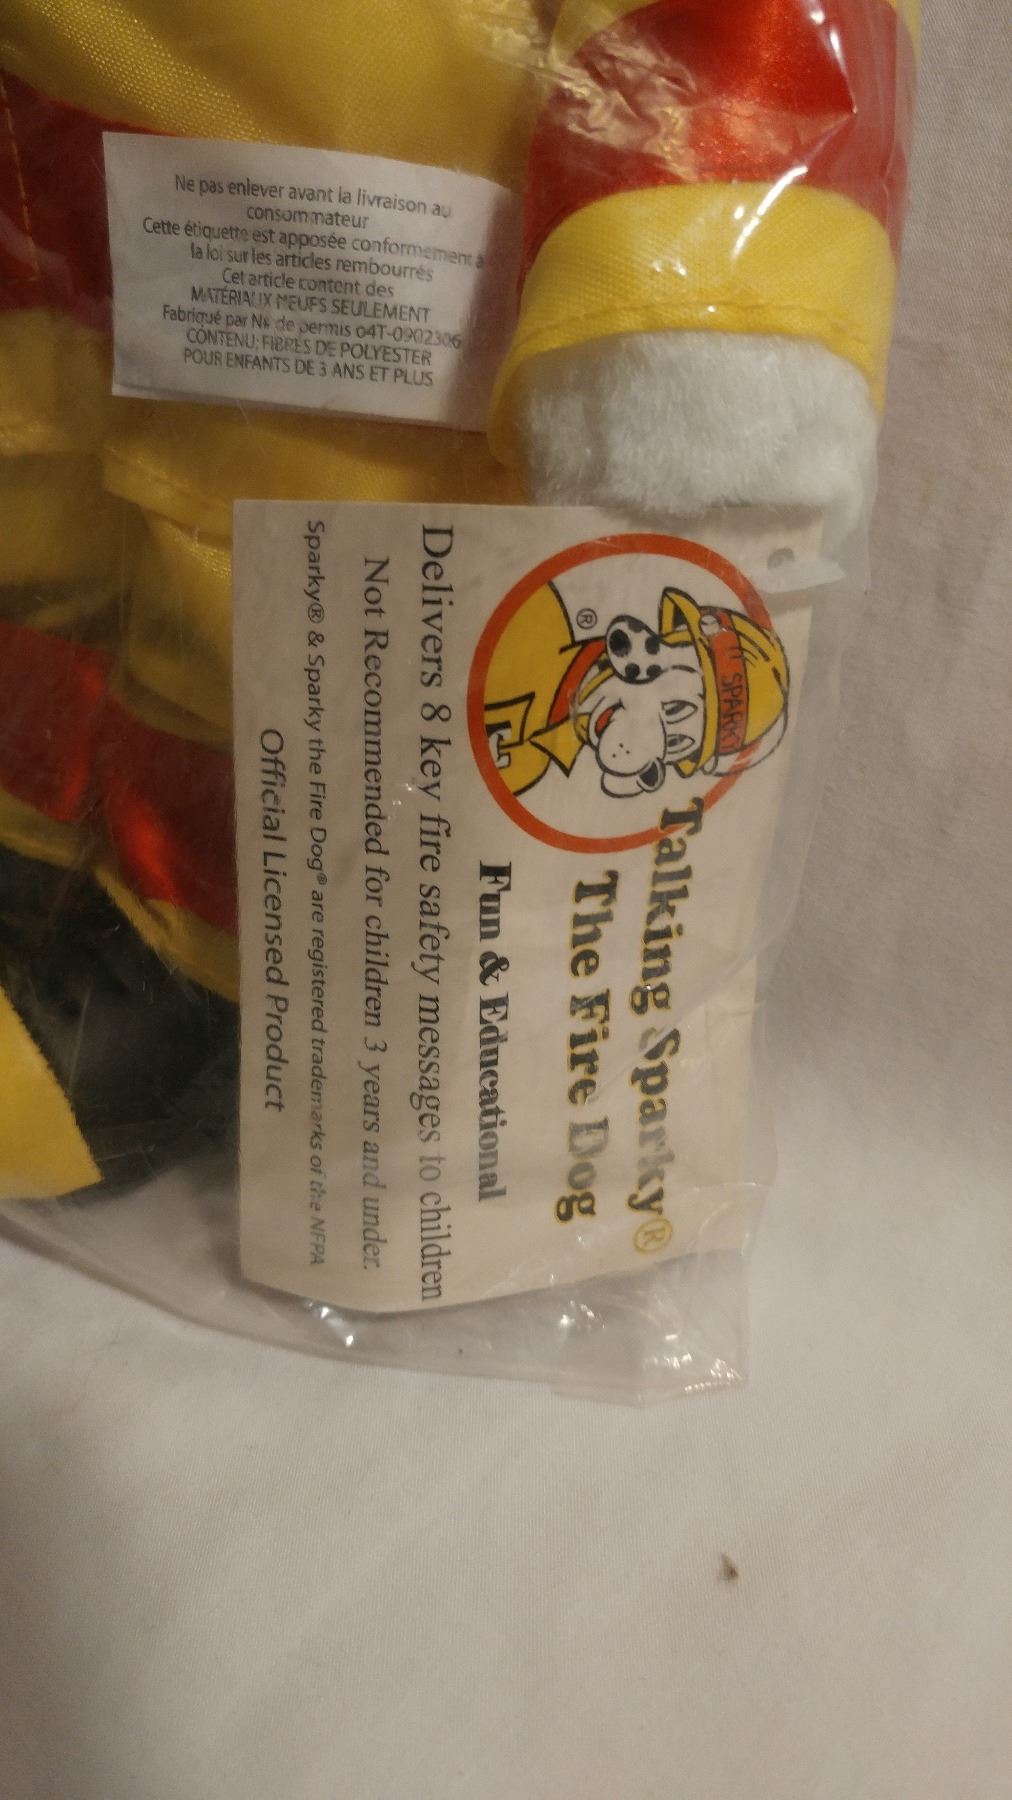 Ne pas enlever avant la livraison au
consommateur
Cette étiquette est apposée conformement à
la loi sur les articles rembourrés
Cet article content des
MATÉRIAUX NEUFS SEULEMENT
Fabriqué par No de permis 04T-0902306
CONTENU: FIBRES DE POLYESTER
POUR ENFANTS DE 3 ANS ET PLUS
SPARKY
®
Talking Sparky®
The Fire Dog
Fun & Educational
Delivers 8 key fire safety messages to children
Not Recommended for children 3 years and under.
Sparky® & Sparky the Fire Dog® are registered trademarks of the NFPA
Official Licensed Product